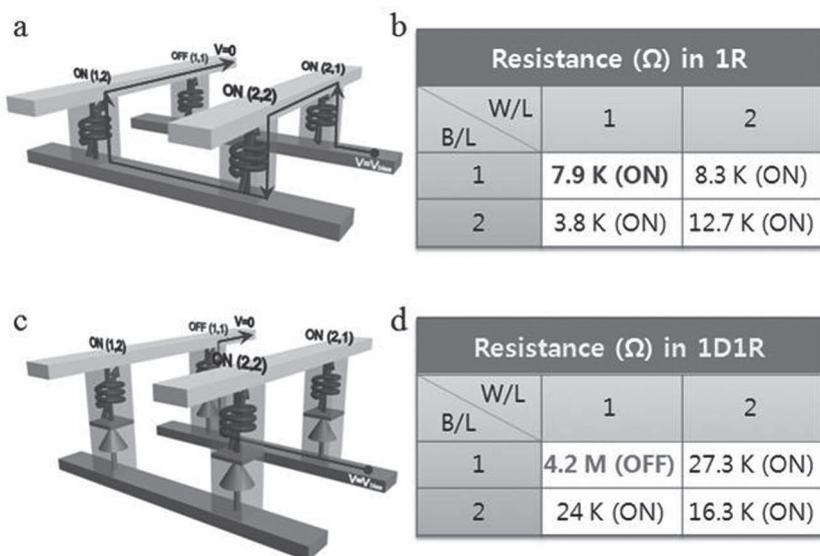 a
V=0
OFF (1,1)
ON (1,2)
ON (2,1)
ON (2,2)
V=V
b
Resistance (Ω) in 1R
W/L
B/L
1
2
1
7.9 K (ON)
8.3 K (ON)
2
3.8 K (ON)
12.7 K (ON)
c
V=0
OFF (1,1)
ON (1,2)
ON (2,1)
ON (2,2)
V=V
d
Resistance (Ω) in 1D1R
W/L
B/L
1
2
1
4.2 M (OFF)
27.3 K (ON)
2
24 K (ON)
16.3 K (ON)